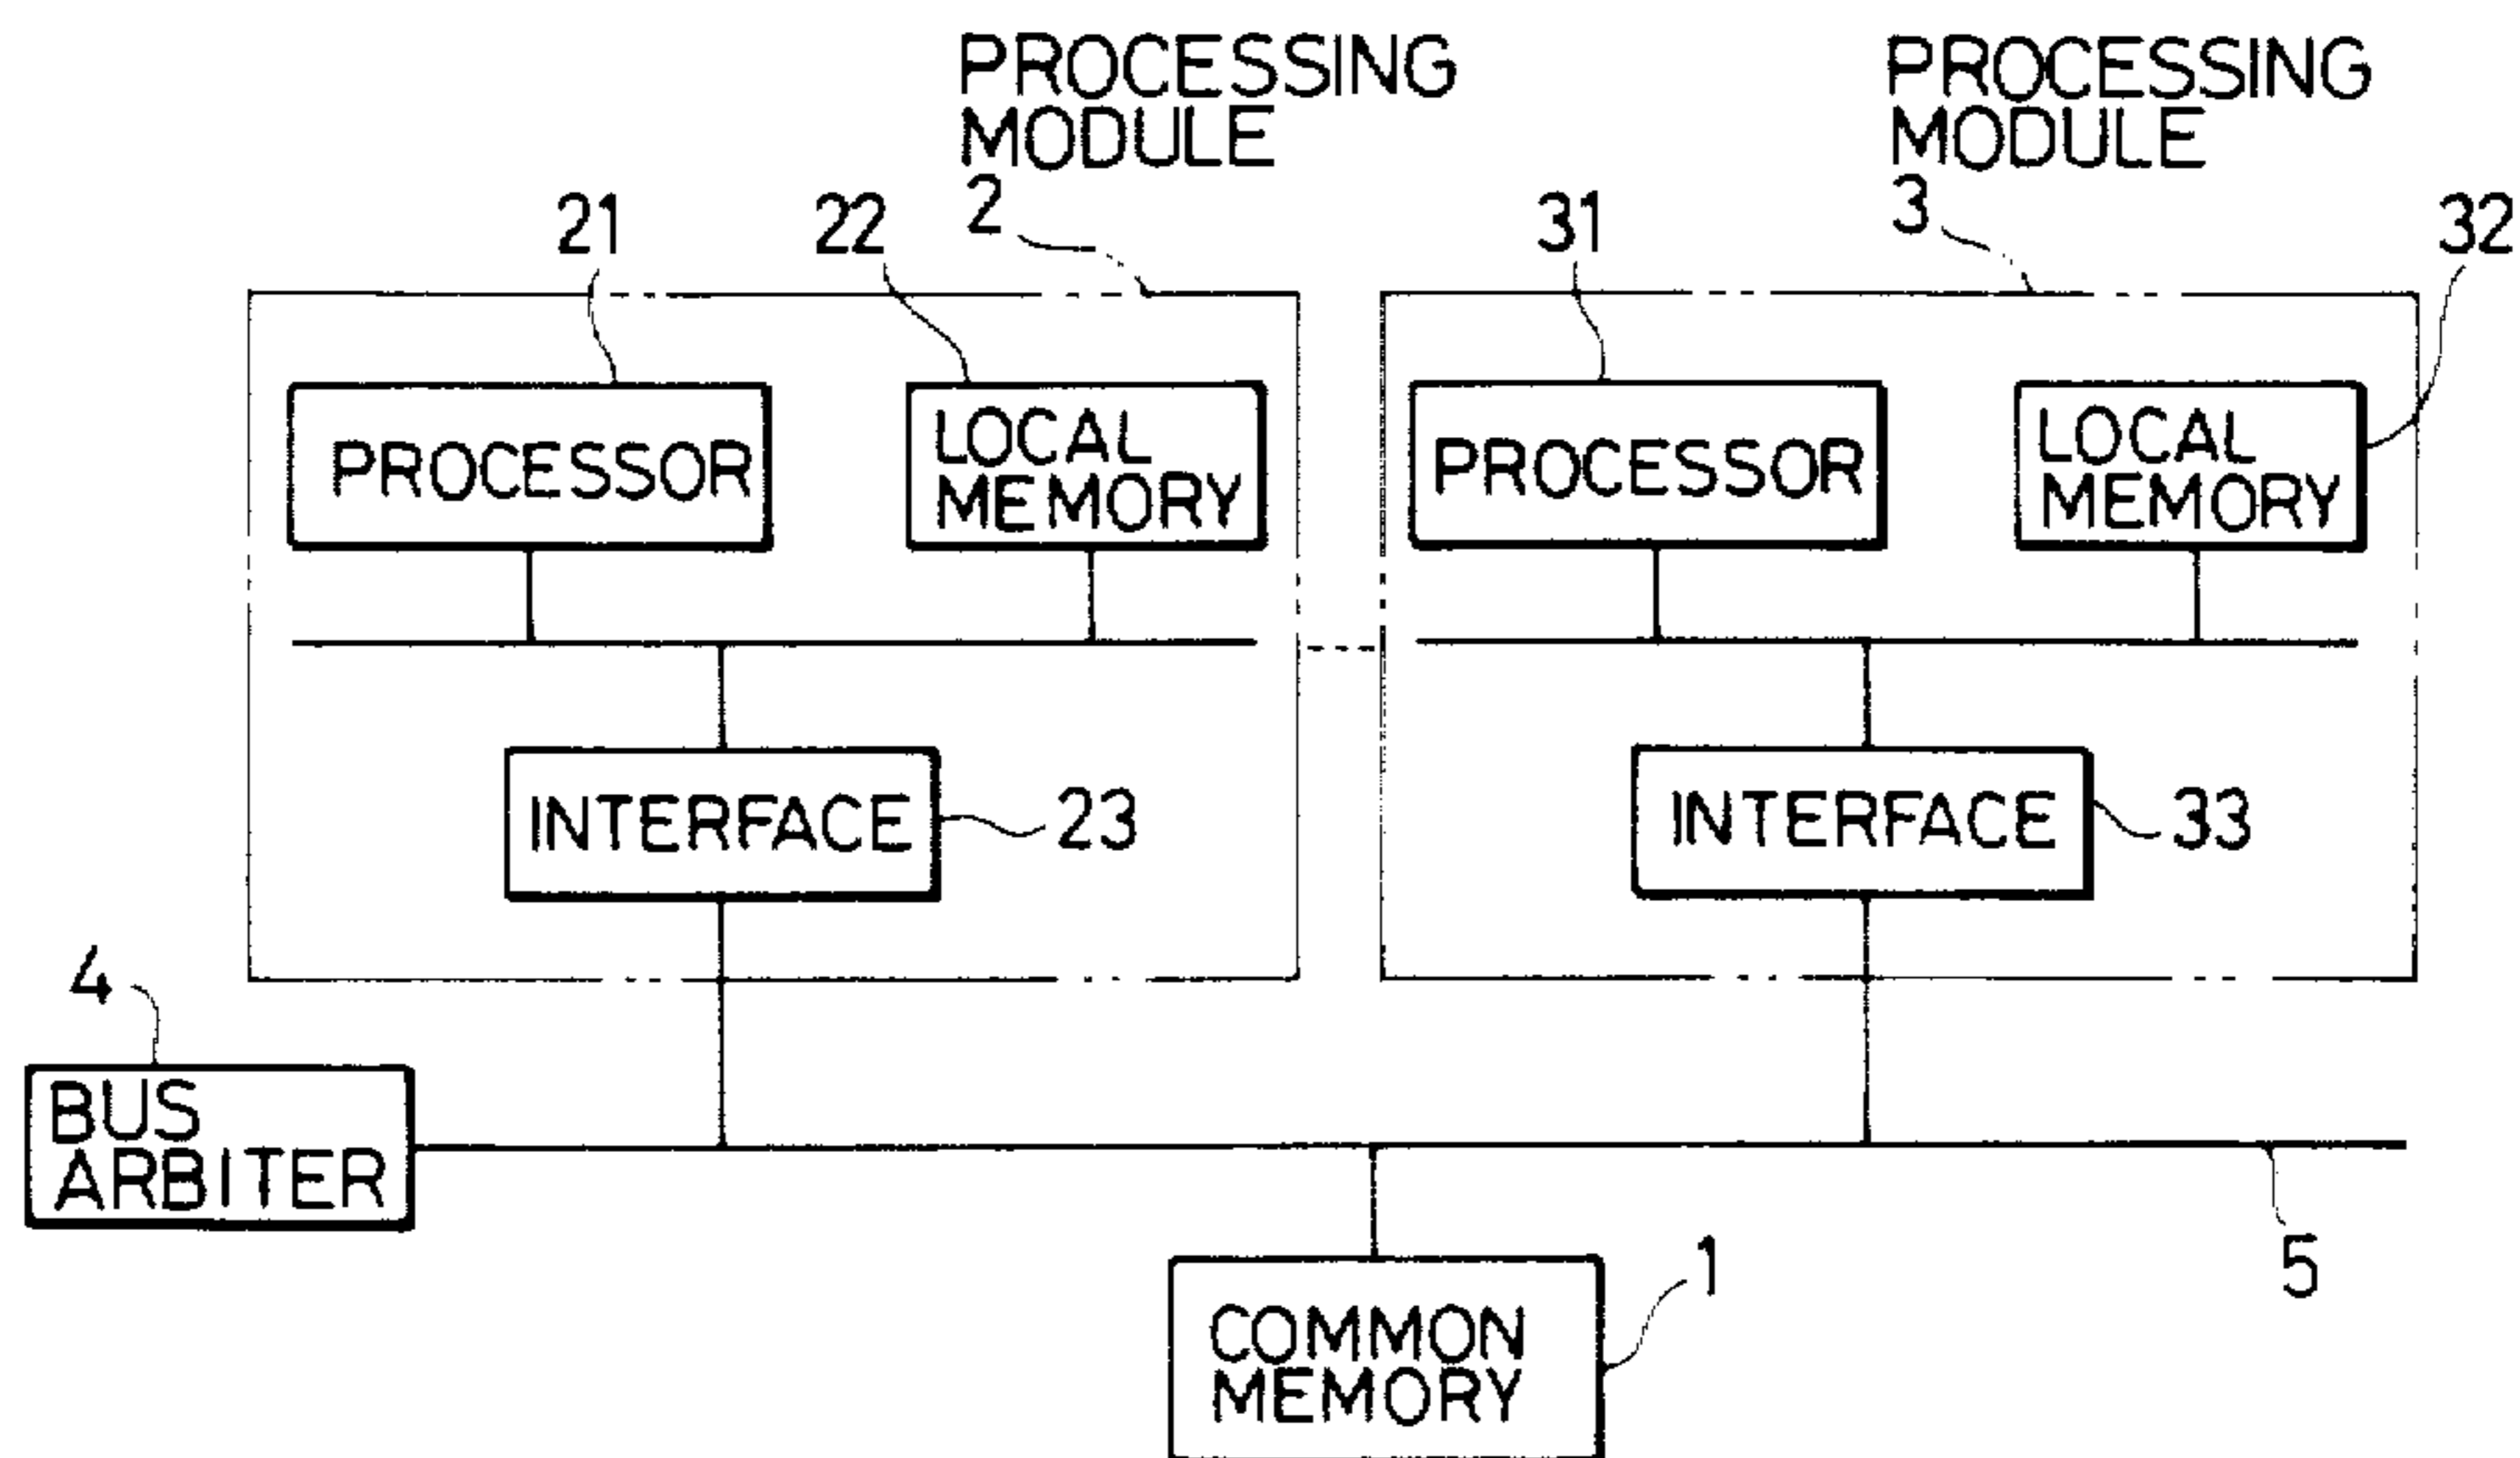 PROCESSING
MODULE
2
PROCESSING
MODULE
3
21
22
31
32
PROCESSOR
LOCAL
MEMORY
PROCESSOR
LOCAL
MEMORY
INTERFACE
23
INTERFACE
33
4
BUS
ARBITER
5
1
COMMON
MEMORY